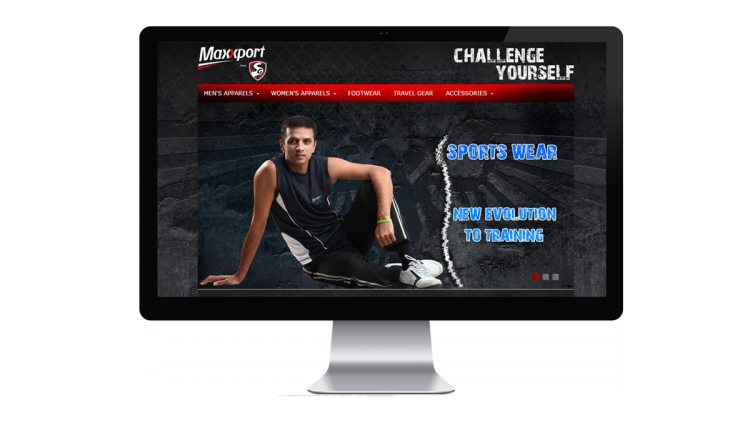 Maxxport
CHALLENGE
YOURSELF
MEN'S APPARELS
WOMEN'S APPARELS
FOOTWEAR
TRAVEL GEAR
ACCESSORIES
SPORTS WEAR
NEW EVOLUTION
TO TRAINING